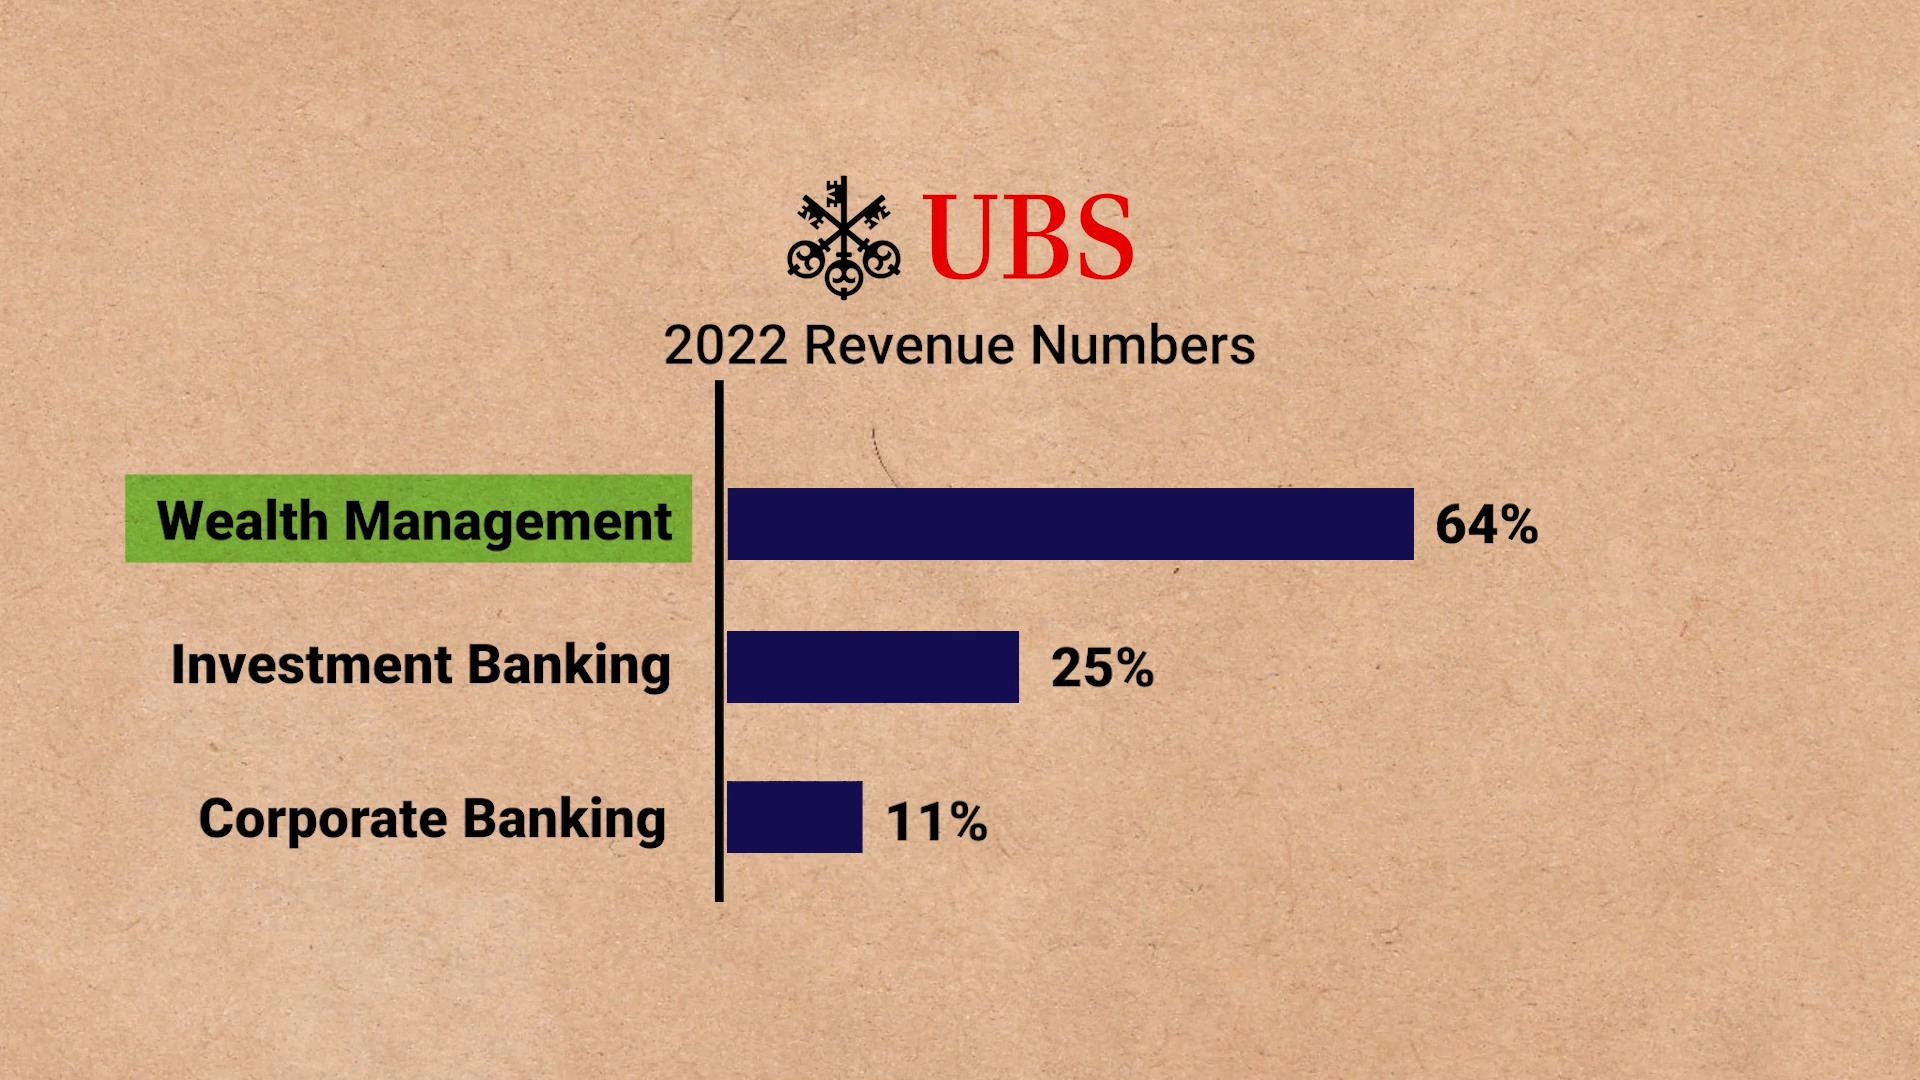 UBS
2022 Revenue Numbers
Wealth Management 64%
Investment Banking 25%
Corporate Banking 11%